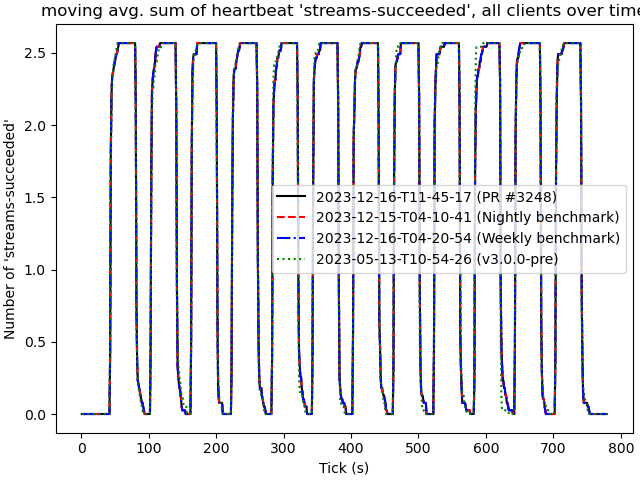 moving avg. sum of heartbeat 'streams-succeeded', all clients over time
Number of 'streams-succeeded'
2.5
2.0
1.5
1.0
0.5
0.0
2023-12-16-T11-45-17 (PR #3248)
2023-12-15-T04-10-41 (Nightly benchmark)
2023-12-16-T04-20-54 (Weekly benchmark)
2023-05-13-T10-54-26 (v3.0.0-pre)
0 100 200 300 400 500 600 700 800
Tick (s)